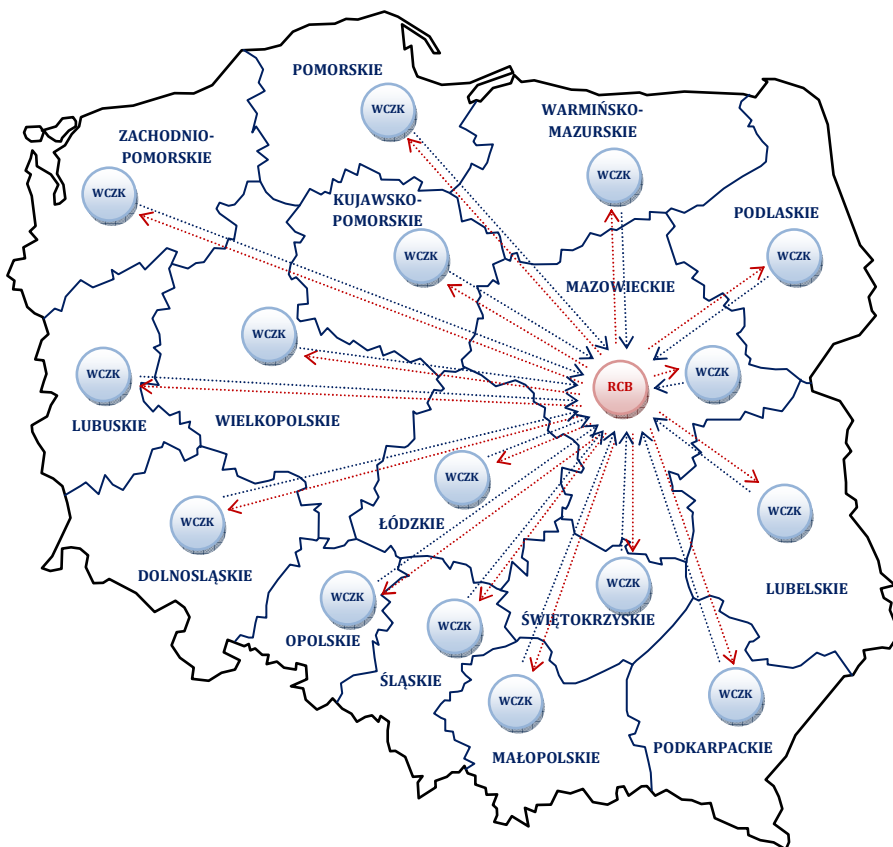 POMORSKIE
WCZK
WARMIŃSKO-
MAZURSKIE
WCZK
ZACHODNIO-
POMORSKIE
WCZK
KUJAWSKO-
POMORSKIE
WCZK
PODLASKIE
WCZK
MAZOWIECKIE
WCZK
RCB
WCZK
WIELKOPOLSKIE
WCZK
LUBUSKIE
WCZK
ŁÓDZKIE
WCZK
DOLNOSLĄSKIE
WCZK
LUBELSKIE
WCZK
OPOLSKIE
WCZK
ŚLĄSKIE
WCZK
ŚWIĘTOKRZYSKIE
WCZK
MAŁOPOLSKIE
WCZK
PODKARPACKIE